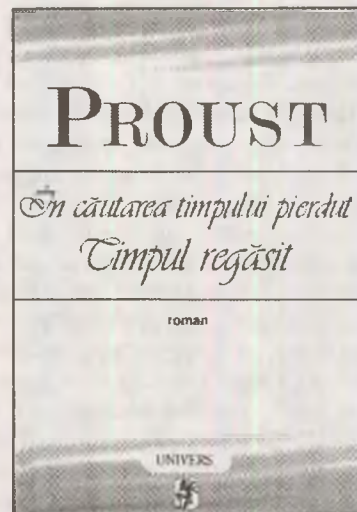 PROUST
În căutarea timpului pierdut
Timpul regăsit
roman
UNIVERS